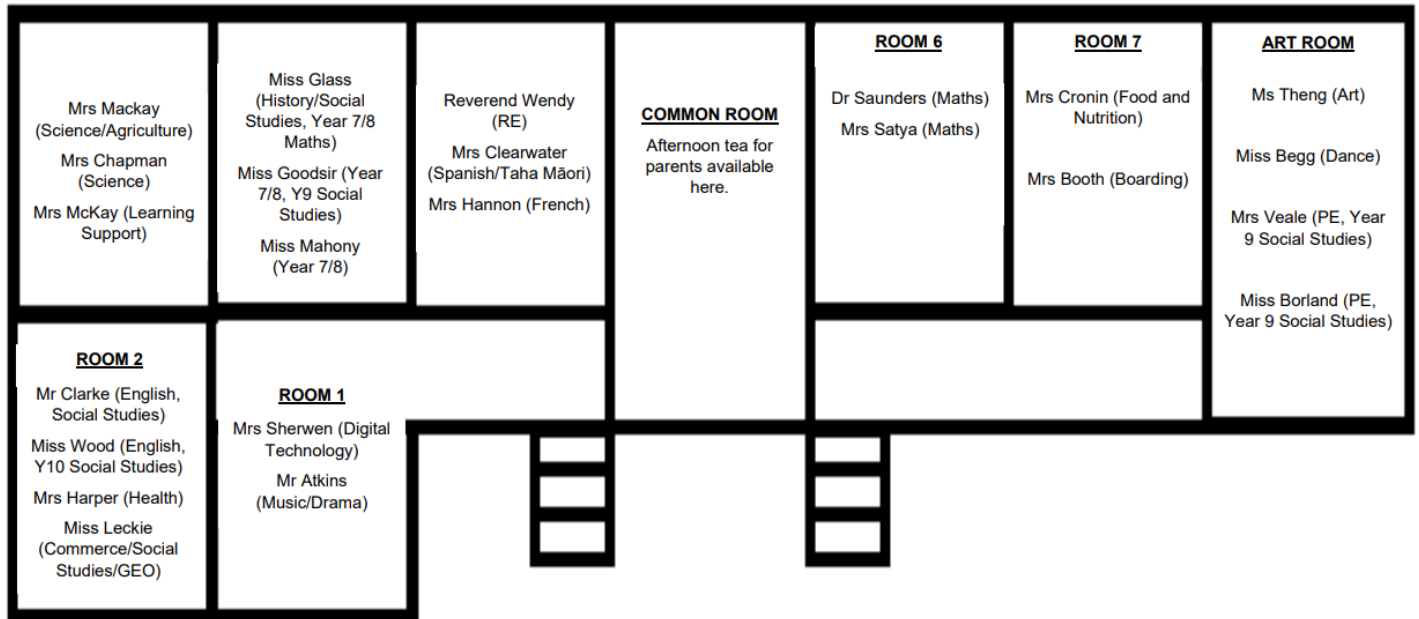 Mrs Mackay
(Science/Agriculture)
Mrs Chapman
(Science)
Mrs McKay (Learning
Support)
Miss Glass
(History/Social
Studies, Year 7/8
Maths)
Miss Goodsir (Year
7/8, Y9 Social
Studies)
Miss Mahony
(Year 7/8)
Reverend Wendy
(RE)
Mrs Clearwater
(Spanish/Taha Māori)
Mrs Hannon (French)
COMMON ROOM
Afternoon tea for
parents available
here.
ROOM 6
Dr Saunders (Maths)
Mrs Satya (Maths)
ROOM 7
Mrs Cronin (Food and
Nutrition)
Mrs Booth (Boarding)
ART ROOM
Ms Theng (Art)
Miss Begg (Dance)
Mrs Veale (PE, Year
9 Social Studies)
Miss Borland (PE,
Year 9 Social Studies)
ROOM 2
Mr Clarke (English,
Social Studies)
Miss Wood (English,
Y10 Social Studies)
Mrs Harper (Health)
Miss Leckie
(Commerce/Social
Studies/GEO)
ROOM 1
Mrs Sherwen (Digital
Technology)
Mr Atkins
(Music/Drama)